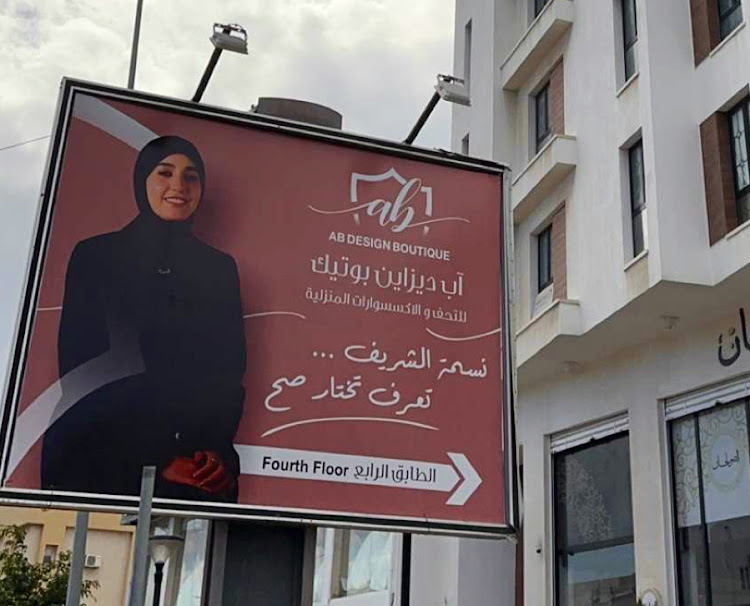 ab
AB DESIGN BOUTIQUE
آب ديزاين بوتيك
للتحف و الاكسسوارات المنزلية
نسمة الشريف ...
تعرف تختار صح
Fourth Floor الطابق الرابع